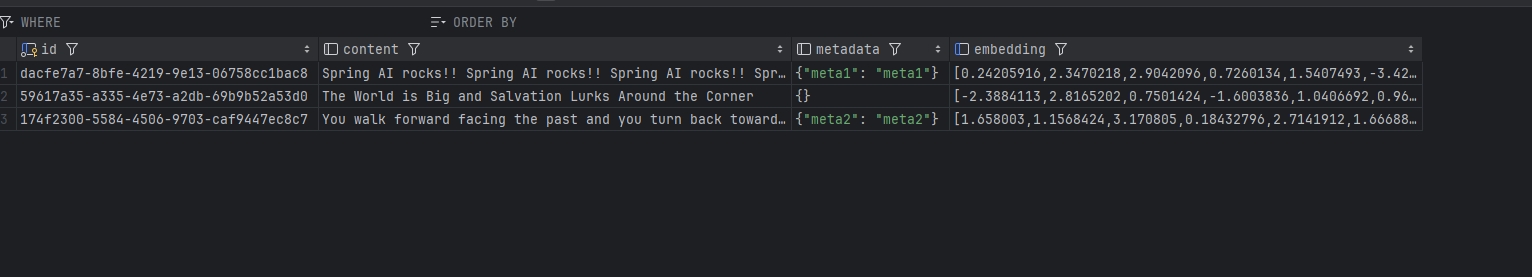 WHERE ORDER BY
id content metadata embedding
1 dacfe7a7-8bfe-4219-9e13-06758cc1bac8 Spring AI rocks!! Spring AI rocks!! Spring AI rocks!! Spr… {"meta1": "meta1"} [0.24205916,2.3470218,2.9042096,0.7260134,1.5407493,-3.42…
2 59617a35-a335-4e73-a2db-69b9b52a53d0 The World is Big and Salvation Lurks Around the Corner {} [-2.3884113,2.8165202,0.7501424,-1.6003836,1.0406692,0.96…
3 174f2300-5584-4506-9703-caf9447ec8c7 You walk forward facing the past and you turn back toward… {"meta2": "meta2"} [1.658003,1.1568424,3.170805,0.18432796,2.7141912,1.66688…